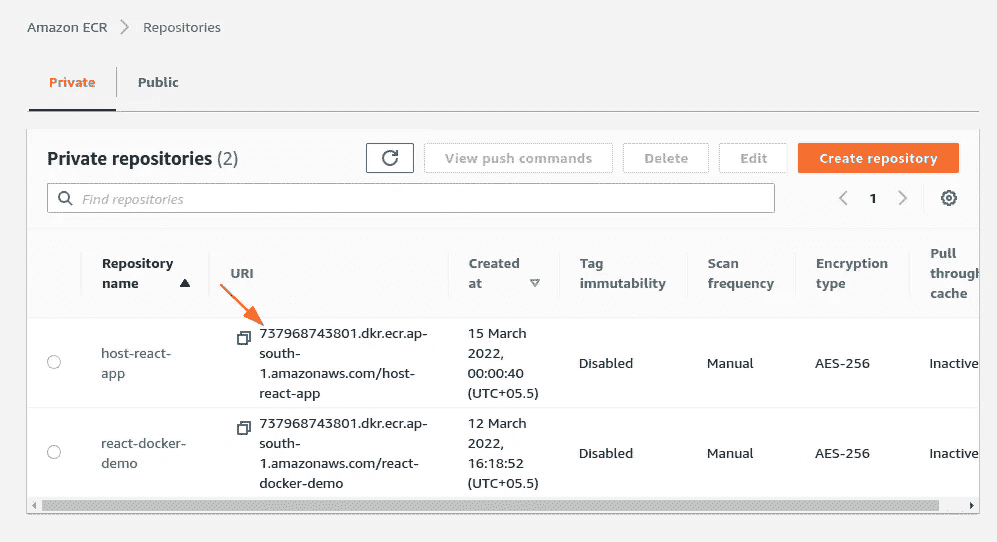 Amazon ECR > Repositories
Private Public
Private repositories (2) View push commands Delete Edit Create repository
Find repositories 1
Repository name URI Created at Tag immutability Scan frequency Encryption type Pull through cache
host-react-
app
737968743801.dkr.ecr.ap-
south-
1.amazonaws.com/host-
react-app
15 March
2022,
00:00:40
(UTC+05.5)
Disabled Manual AES-256 Inactive
react-docker-
demo
737968743801.dkr.ecr.ap-
south-
1.amazonaws.com/react-
docker-demo
12 March
2022,
16:18:52
(UTC+05.5)
Disabled Manual AES-256 Inactive